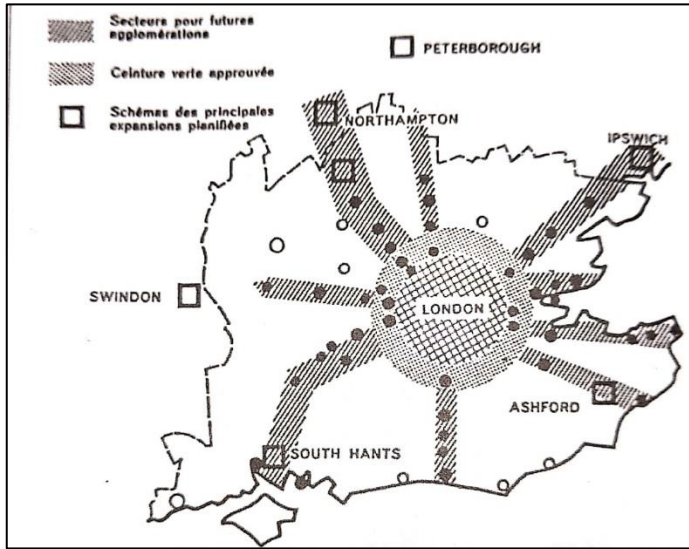 Secteurs pour futures
agglomérations
Ceinture verte approuvée
Schémas des principales
expansions planifiées
PETERBOROUGH
NORTHAMPTON
IPSWICH
SWINDON
LONDON
ASHFORD
SOUTH HANTS